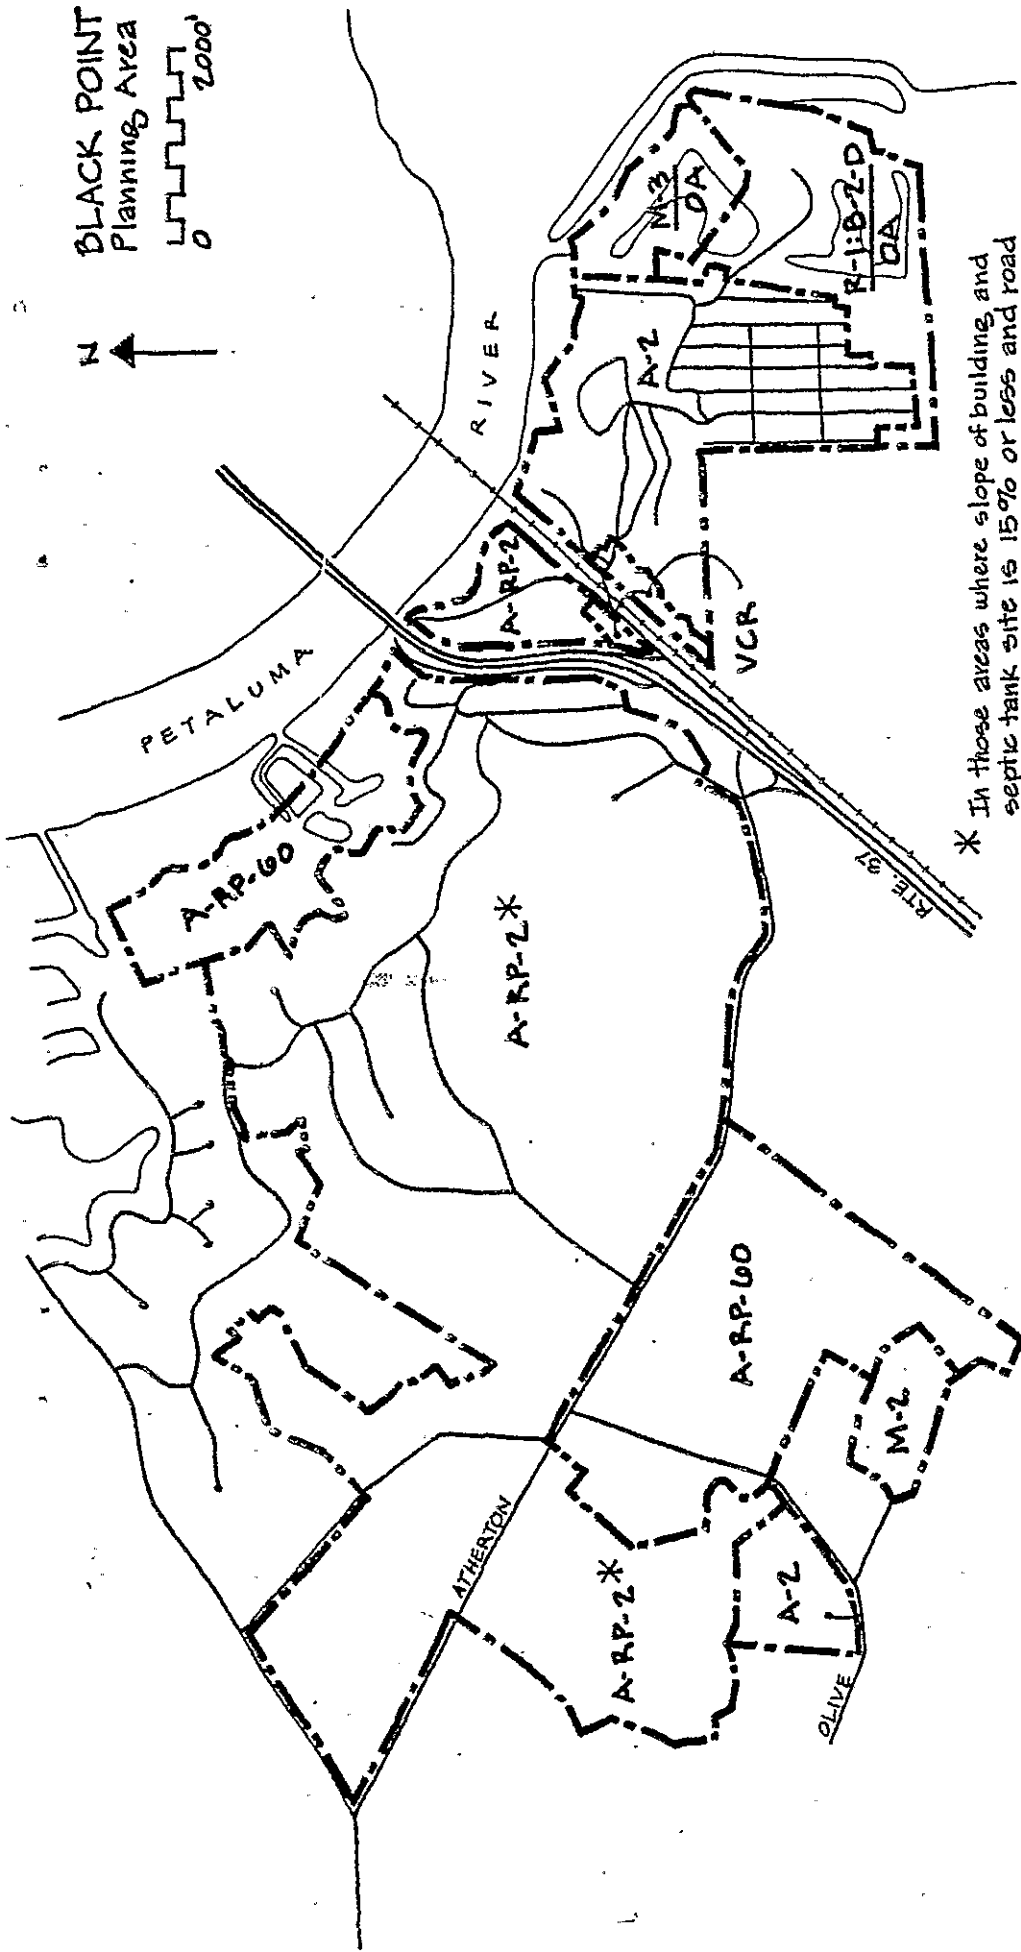 BLACK POINT
Planning Area
0 2000'
N
PETALUMA
RIVER
A-RP-60
A-RP-2
A-2
M-3
OA
R-1:B-2-D
OA
A-RP-2*
VCR
RTE. 37
ATHERTON
A-RP-60
A-RP-2*
A-2
M-2
OLIVE
* In those areas where slope of building and
septic tank site is 15% or less and road